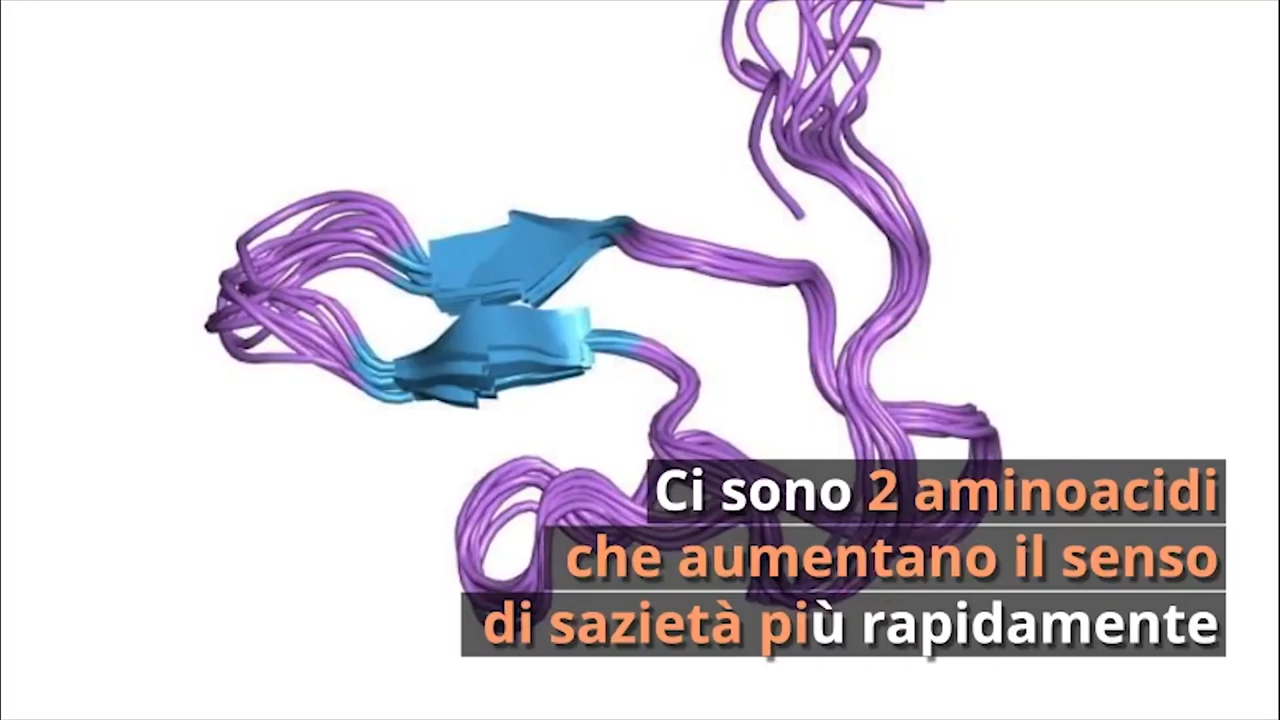 Ci sono 2 aminoacidi
che aumentano il senso
di sazietà più rapidamente